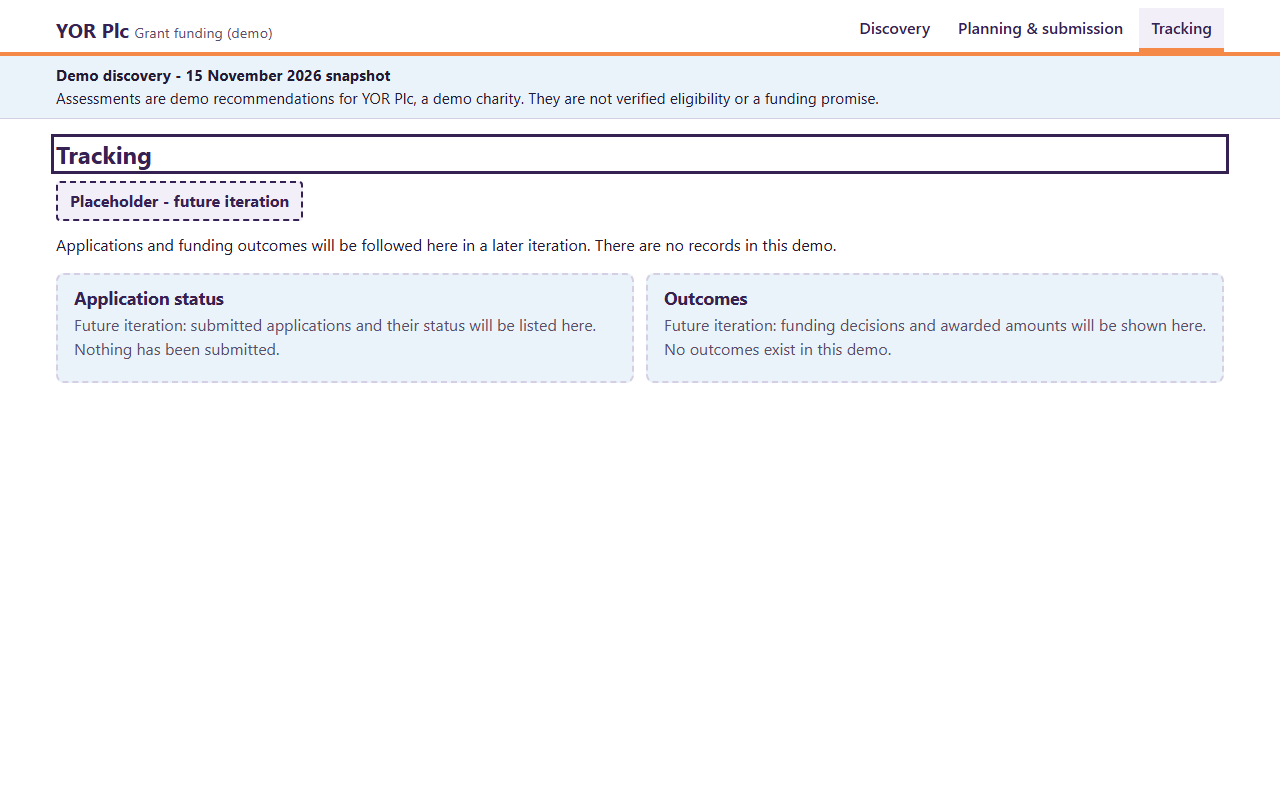 YOR Plc Grant funding (demo)
Discovery
Planning & submission
Tracking
Demo discovery - 15 November 2026 snapshot
Assessments are demo recommendations for YOR Plc, a demo charity. They are not verified eligibility or a funding promise.
Tracking
Placeholder - future iteration
Applications and funding outcomes will be followed here in a later iteration. There are no records in this demo.
Application status
Future iteration: submitted applications and their status will be listed here.
Nothing has been submitted.
Outcomes
Future iteration: funding decisions and awarded amounts will be shown here.
No outcomes exist in this demo.